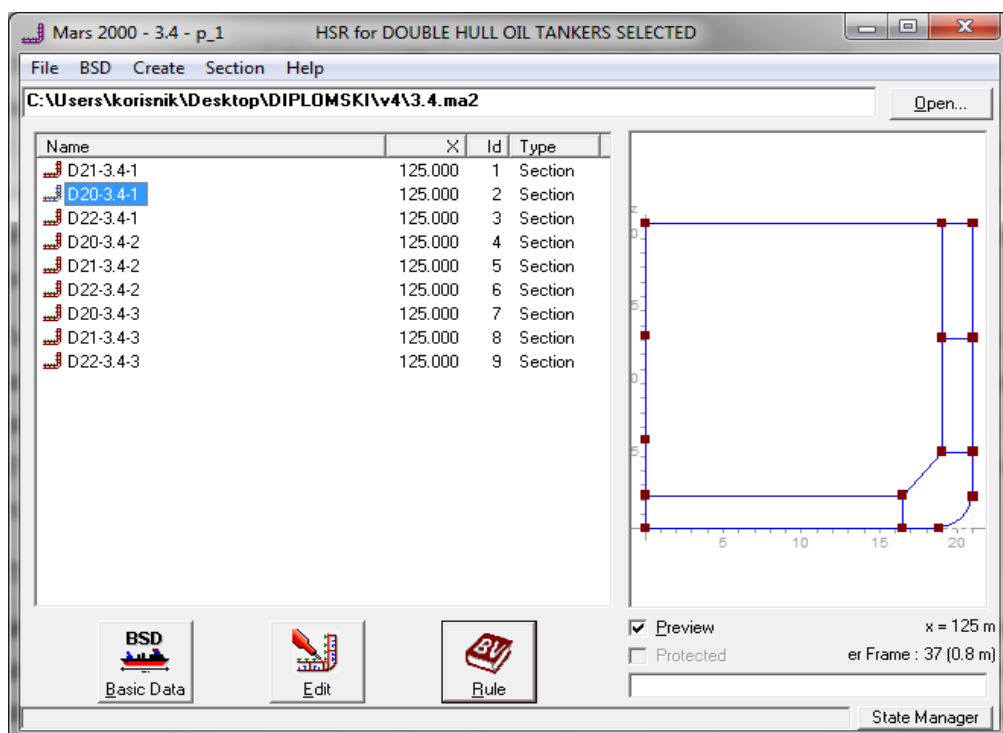 Mars 2000 - 3.4 - p_1 HSR for DOUBLE HULL OIL TANKERS SELECTED
File BSD Create Section Help
C:\Users\korisnik\Desktop\DIPLOMSKI\v4\3.4.ma2 Open...
Name X Id Type
D21-3.4-1 125.000 1 Section
D20-3.4-1 125.000 2 Section
D22-3.4-1 125.000 3 Section
D20-3.4-2 125.000 4 Section
D21-3.4-2 125.000 5 Section
D22-3.4-2 125.000 6 Section
D20-3.4-3 125.000 7 Section
D21-3.4-3 125.000 8 Section
D22-3.4-3 125.000 9 Section
z
0
5
0
5
5 10 15 20
BSD
Basic Data
Edit
BV
Rule
Preview x = 125 m
Protected er Frame : 37 (0.8 m)
State Manager